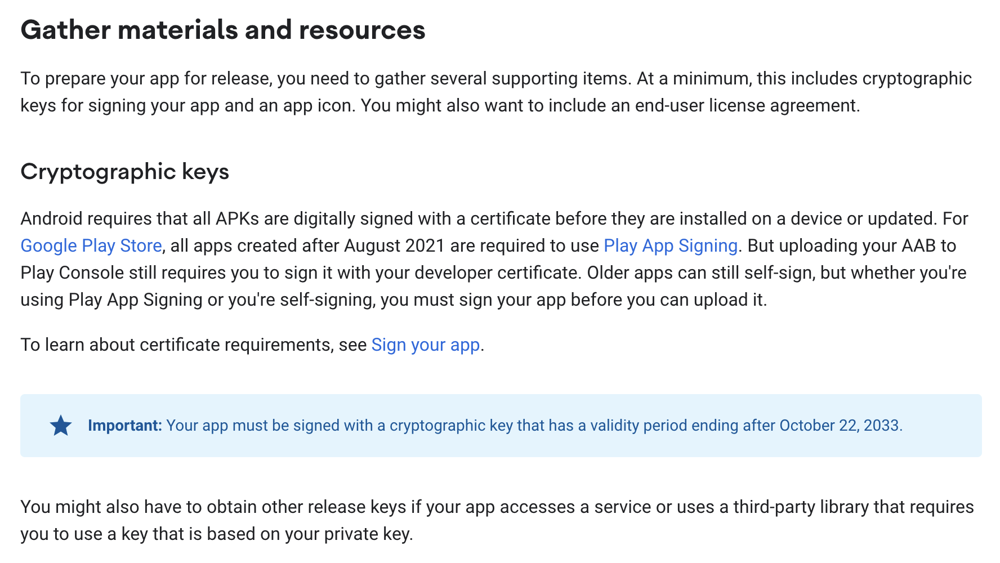 Gather materials and resources
To prepare your app for release, you need to gather several supporting items. At a minimum, this includes cryptographic
keys for signing your app and an app icon. You might also want to include an end-user license agreement.
Cryptographic keys
Android requires that all APKs are digitally signed with a certificate before they are installed on a device or updated. For
Google Play Store, all apps created after August 2021 are required to use Play App Signing. But uploading your AAB to
Play Console still requires you to sign it with your developer certificate. Older apps can still self-sign, but whether you're
using Play App Signing or you're self-signing, you must sign your app before you can upload it.
To learn about certificate requirements, see Sign your app.
Important: Your app must be signed with a cryptographic key that has a validity period ending after October 22, 2033.
You might also have to obtain other release keys if your app accesses a service or uses a third-party library that requires
you to use a key that is based on your private key.